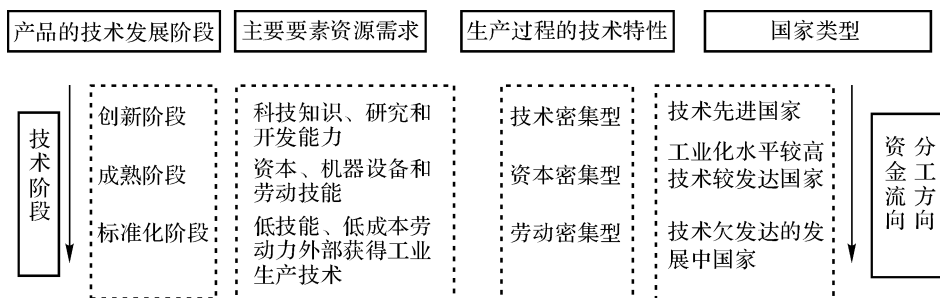 产品的技术发展阶段
主要要素资源需求
生产过程的技术特性
国家类型
技术阶段
创新阶段
科技知识、研究和
开发能力
技术密集型
技术先进国家
成熟阶段
资本、机器设备和
劳动技能
资本密集型
工业化水平较高
技术较发达国家
标准化阶段
低技能、低成本劳
动力外部获得工业
生产技术
劳动密集型
技术欠发达的发
展中国家
资金流向
分工方向